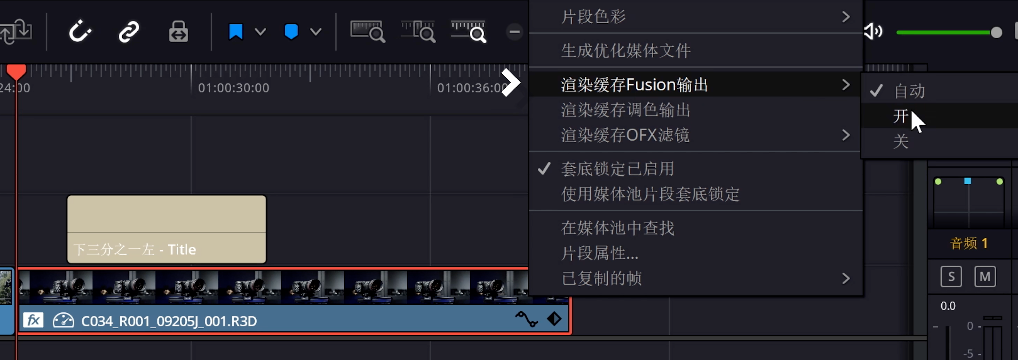 片段色彩
生成优化媒体文件
渲染缓存Fusion输出
渲染缓存调色输出
渲染缓存OFX滤镜
套底锁定已启用
使用媒体池片段套底锁定
在媒体池中查找
片段属性...
已复制的帧
自动
开
关
24:00
01:00:30:00
01:00:36:00
下三分之一左 - Title
fx
C034_R001_09205J_001.R3D
音频 1
S
M
0.0
0
-5